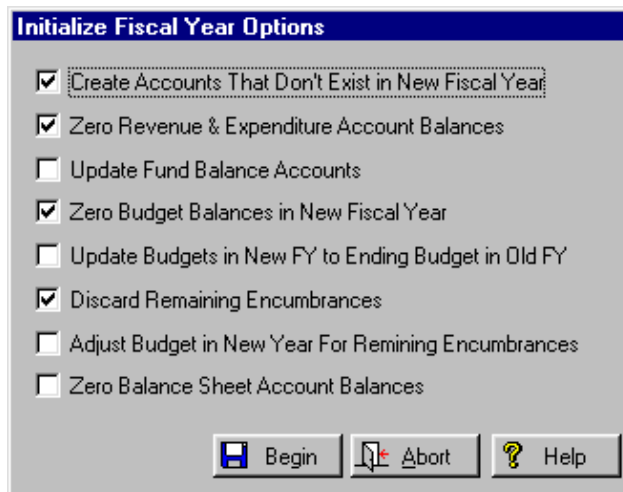 Initialize Fiscal Year Options
Create Accounts That Don't Exist in New Fiscal Year
Zero Revenue & Expenditure Account Balances
Update Fund Balance Accounts
Zero Budget Balances in New Fiscal Year
Update Budgets in New FY to Ending Budget in Old FY
Discard Remaining Encumbrances
Adjust Budget in New Year For Remining Encumbrances
Zero Balance Sheet Account Balances
Begin Abort Help